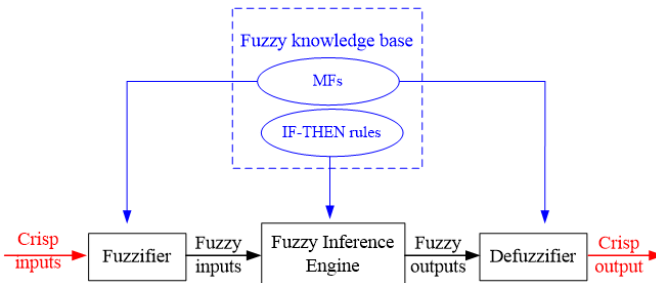 Fuzzy knowledge base
MFs
IF-THEN rules
Crisp
inputs
Fuzzifier
Fuzzy
inputs
Fuzzy Inference
Engine
Fuzzy
outputs
Defuzzifier
Crisp
output